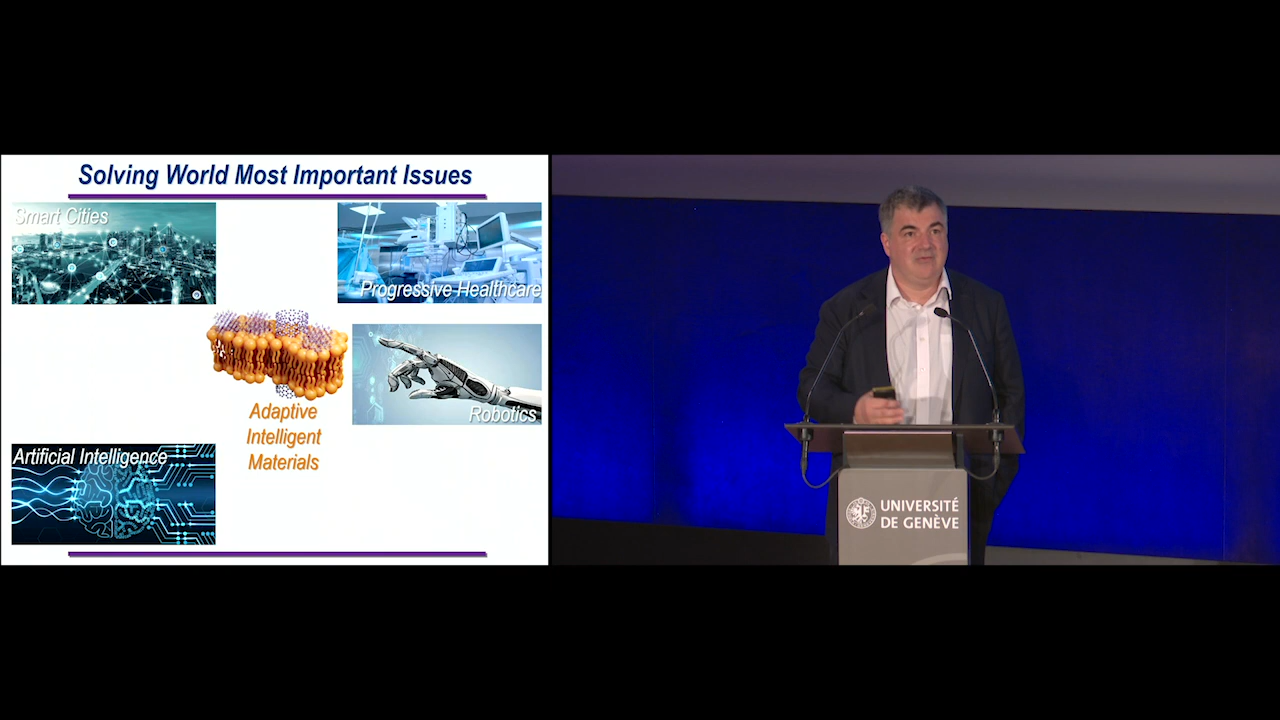 Solving World Most Important Issues
Smart Cities
Progressive Healthcare
Robotics
Adaptive
Intelligent
Materials
Artificial Intelligence
UNIVERSITÉ
DE GENÈVE